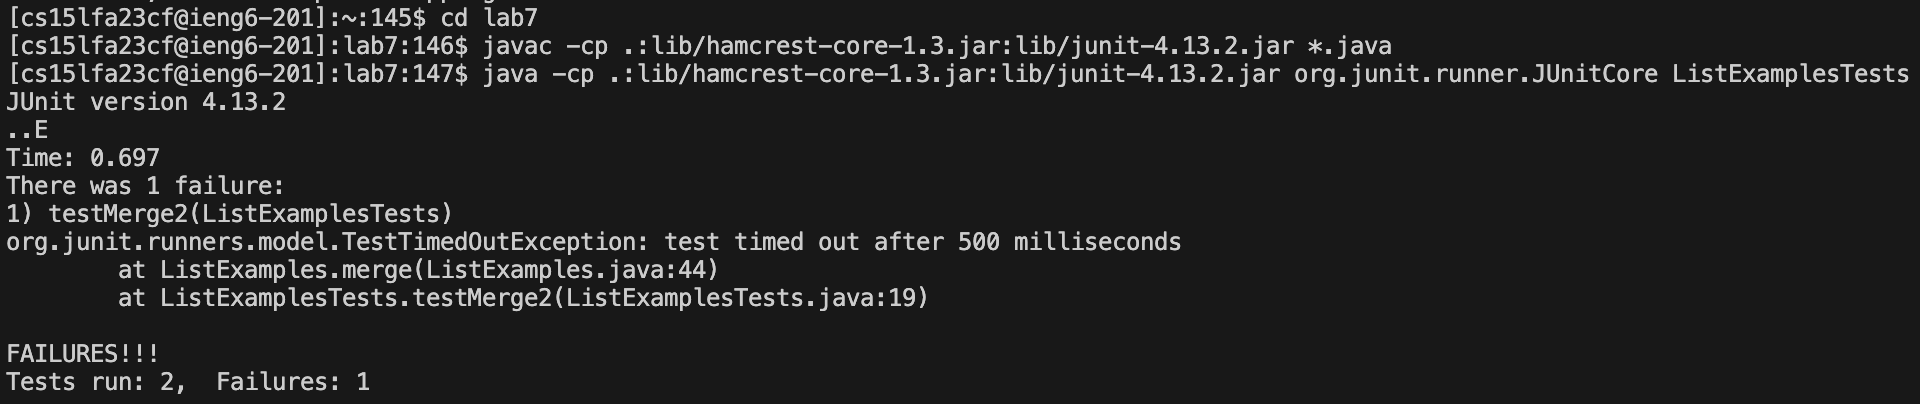 [cs15lfa23cf@ieng6-201]:~:145$ cd lab7
[cs15lfa23cf@ieng6-201]:lab7:146$ javac -cp .:lib/hamcrest-core-1.3.jar:lib/junit-4.13.2.jar *.java
[cs15lfa23cf@ieng6-201]:lab7:147$ java -cp .:lib/hamcrest-core-1.3.jar:lib/junit-4.13.2.jar org.junit.runner.JUnitCore ListExamplesTests
JUnit version 4.13.2
..E
Time: 0.697
There was 1 failure:
1) testMerge2(ListExamplesTests)
org.junit.runners.model.TestTimedOutException: test timed out after 500 milliseconds
        at ListExamples.merge(ListExamples.java:44)
        at ListExamplesTests.testMerge2(ListExamplesTests.java:19)

FAILURES!!!
Tests run: 2,  Failures: 1